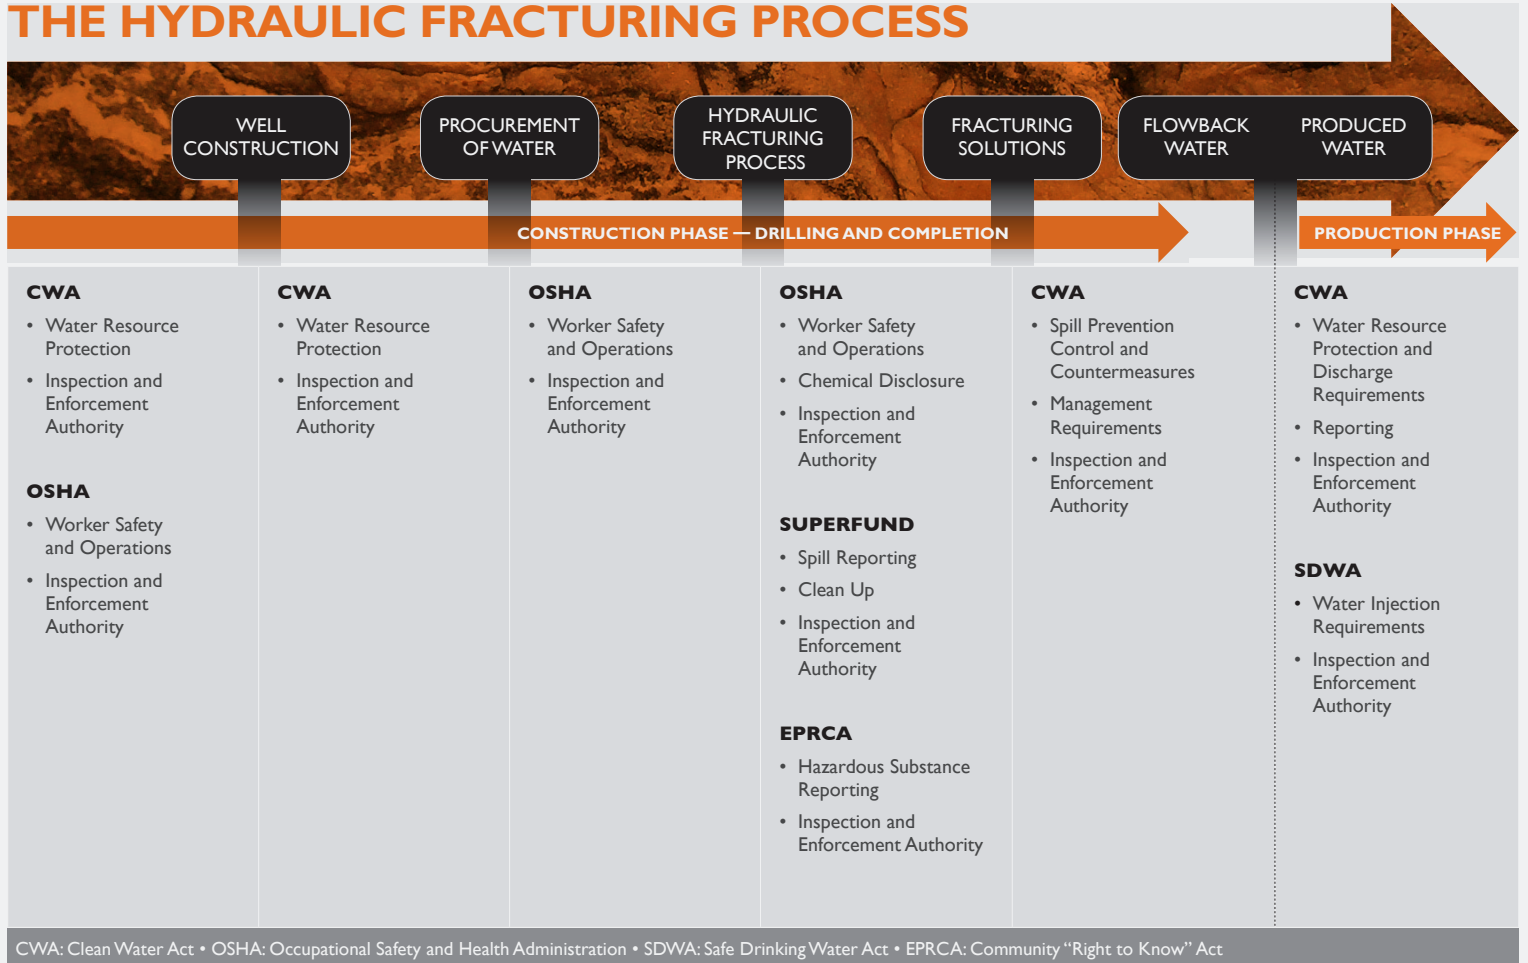 THE HYDRAULIC FRACTURING PROCESS
WELL
CONSTRUCTION
PROCUREMENT
OF WATER
HYDRAULIC
FRACTURING
PROCESS
FRACTURING
SOLUTIONS
FLOWBACK
WATER
PRODUCED
WATER
CONSTRUCTION PHASE — DRILLING AND COMPLETION
PRODUCTION PHASE
CWA
• Water Resource
Protection
• Inspection and
Enforcement
Authority
OSHA
• Worker Safety
and Operations
• Inspection and
Enforcement
Authority
CWA
• Water Resource
Protection
• Inspection and
Enforcement
Authority
OSHA
• Worker Safety
and Operations
• Inspection and
Enforcement
Authority
OSHA
• Worker Safety
and Operations
• Chemical Disclosure
• Inspection and
Enforcement
Authority
SUPERFUND
• Spill Reporting
• Clean Up
• Inspection and
Enforcement
Authority
EPRCA
• Hazardous Substance
Reporting
• Inspection and
Enforcement Authority
CWA
• Spill Prevention
Control and
Countermeasures
• Management
Requirements
• Inspection and
Enforcement
Authority
CWA
• Water Resource
Protection and
Discharge
Requirements
• Reporting
• Inspection and
Enforcement
Authority
SDWA
• Water Injection
Requirements
• Inspection and
Enforcement
Authority
CWA: Clean Water Act • OSHA: Occupational Safety and Health Administration • SDWA: Safe Drinking Water Act • EPRCA: Community “Right to Know” Act